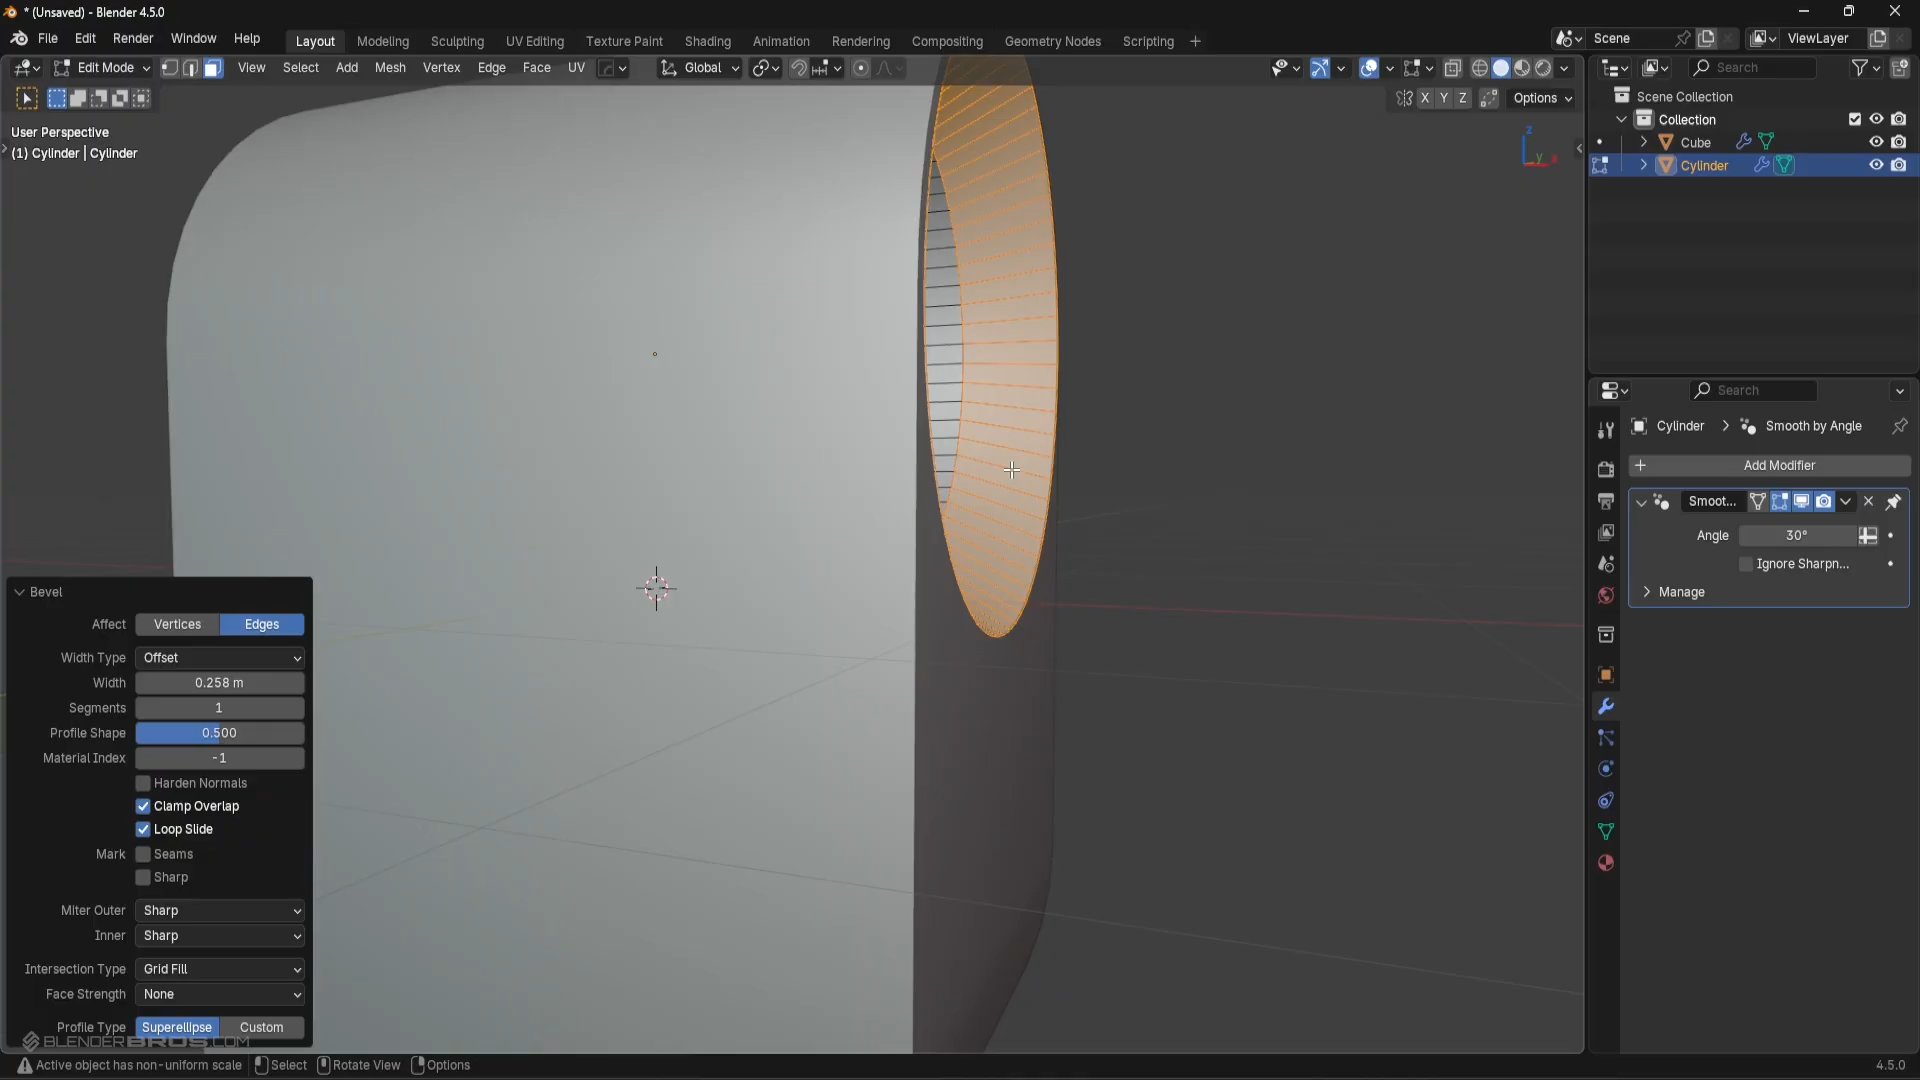 * (Unsaved) - Blender 4.5.0
File Edit Render Window Help Layout Modeling Sculpting UV Editing Texture Paint Shading Animation Rendering Compositing Geometry Nodes Scripting + Scene ViewLayer
Edit Mode View Select Add Mesh Vertex Edge Face UV Global Search
X Y Z Options
User Perspective
(1) Cylinder | Cylinder
Scene Collection
Collection
Cube
Cylinder
Search
Cylinder > Smooth by Angle
+ Add Modifier
Smoot...
Angle 30°
Ignore Sharpn...
Manage
Bevel
Affect Vertices Edges
Width Type Offset
Width 0.258 m
Segments 1
Profile Shape 0.500
Material Index -1
Harden Normals
Clamp Overlap
Loop Slide
Mark Seams
Sharp
Miter Outer Sharp
Inner Sharp
Intersection Type Grid Fill
Face Strength None
Profile Type Superellipse Custom
BLENDERBROS.COM
Active object has non-uniform scale Select Rotate View Options 4.5.0